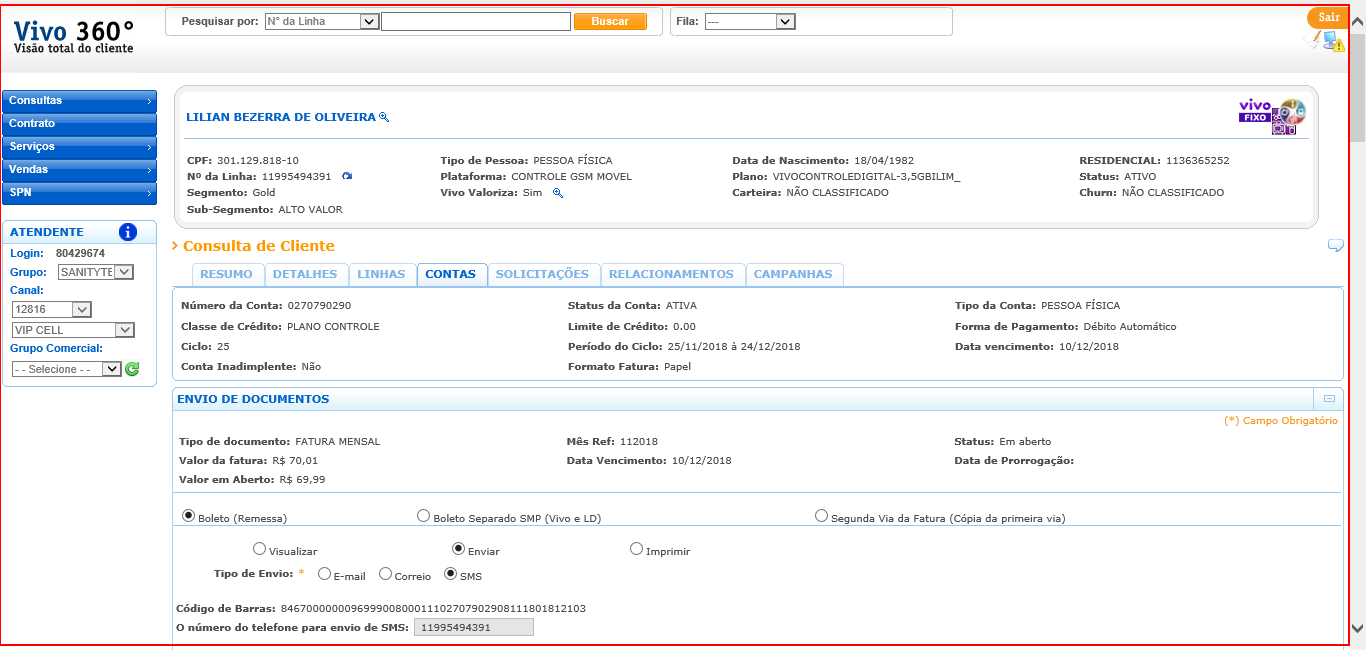 Vivo 360°
Visão total do cliente
Pesquisar por: N° da Linha Buscar Fila: --- Sair
Consultas
Contrato
Serviços
Vendas
SPN
ATENDENTE
Login: 80429674
Grupo: SANITYTE
Canal:
12816
VIP CELL
Grupo Comercial:
- - Selecione - -
LILIAN BEZERRA DE OLIVEIRA
vivo
FIXO
CPF: 301.129.818-10 Tipo de Pessoa: PESSOA FÍSICA Data de Nascimento: 18/04/1982 RESIDENCIAL: 1136365252
Nº da Linha: 11995494391 Plataforma: CONTROLE GSM MOVEL Plano: VIVOCONTROLEDIGITAL-3,5GBILIM_ Status: ATIVO
Segmento: Gold Vivo Valoriza: Sim Carteira: NÃO CLASSIFICADO Churn: NÃO CLASSIFICADO
Sub-Segmento: ALTO VALOR
Consulta de Cliente
RESUMO DETALHES LINHAS CONTAS SOLICITAÇÕES RELACIONAMENTOS CAMPANHAS
Número da Conta: 0270790290 Status da Conta: ATIVA Tipo da Conta: PESSOA FÍSICA
Classe de Crédito: PLANO CONTROLE Limite de Crédito: 0.00 Forma de Pagamento: Débito Automático
Ciclo: 25 Período do Ciclo: 25/11/2018 à 24/12/2018 Data vencimento: 10/12/2018
Conta Inadimplente: Não Formato Fatura: Papel
ENVIO DE DOCUMENTOS
(*) Campo Obrigatório
Tipo de documento: FATURA MENSAL Mês Ref: 112018 Status: Em aberto
Valor da fatura: R$ 70,01 Data Vencimento: 10/12/2018 Data de Prorrogação:
Valor em Aberto: R$ 69,99
Boleto (Remessa) Boleto Separado SMP (Vivo e LD) Segunda Via da Fatura (Cópia da primeira via)
Visualizar Enviar Imprimir
Tipo de Envio: * E-mail Correio SMS
Código de Barras: 846700000009699900800011102707902908111801812103
O número do telefone para envio de SMS: 11995494391